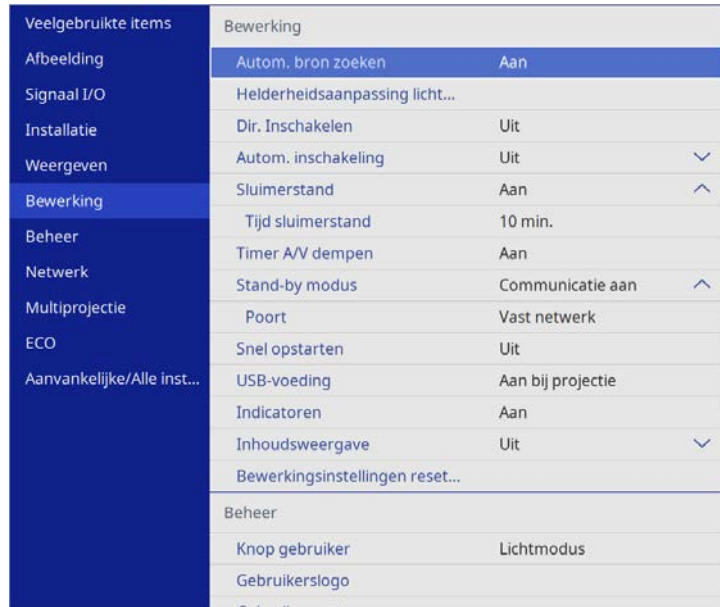 Veelgebruikte items
Afbeelding
Signaal I/O
Installatie
Weergeven
Bewerking
Beheer
Netwerk
Multiprojectie
ECO
Aanvankelijke/Alle inst...
Bewerking
Autom. bron zoeken Aan
Helderheidsaanpassing licht...
Dir. Inschakelen Uit
Autom. inschakeling Uit
Sluimerstand Aan
Tijd sluimerstand 10 min.
Timer A/V dempen Aan
Stand-by modus Communicatie aan
Poort Vast netwerk
Snel opstarten Uit
USB-voeding Aan bij projectie
Indicatoren Aan
Inhoudsweergave Uit
Bewerkingsinstellingen reset...
Beheer
Knop gebruiker Lichtmodus
Gebruikerslogo